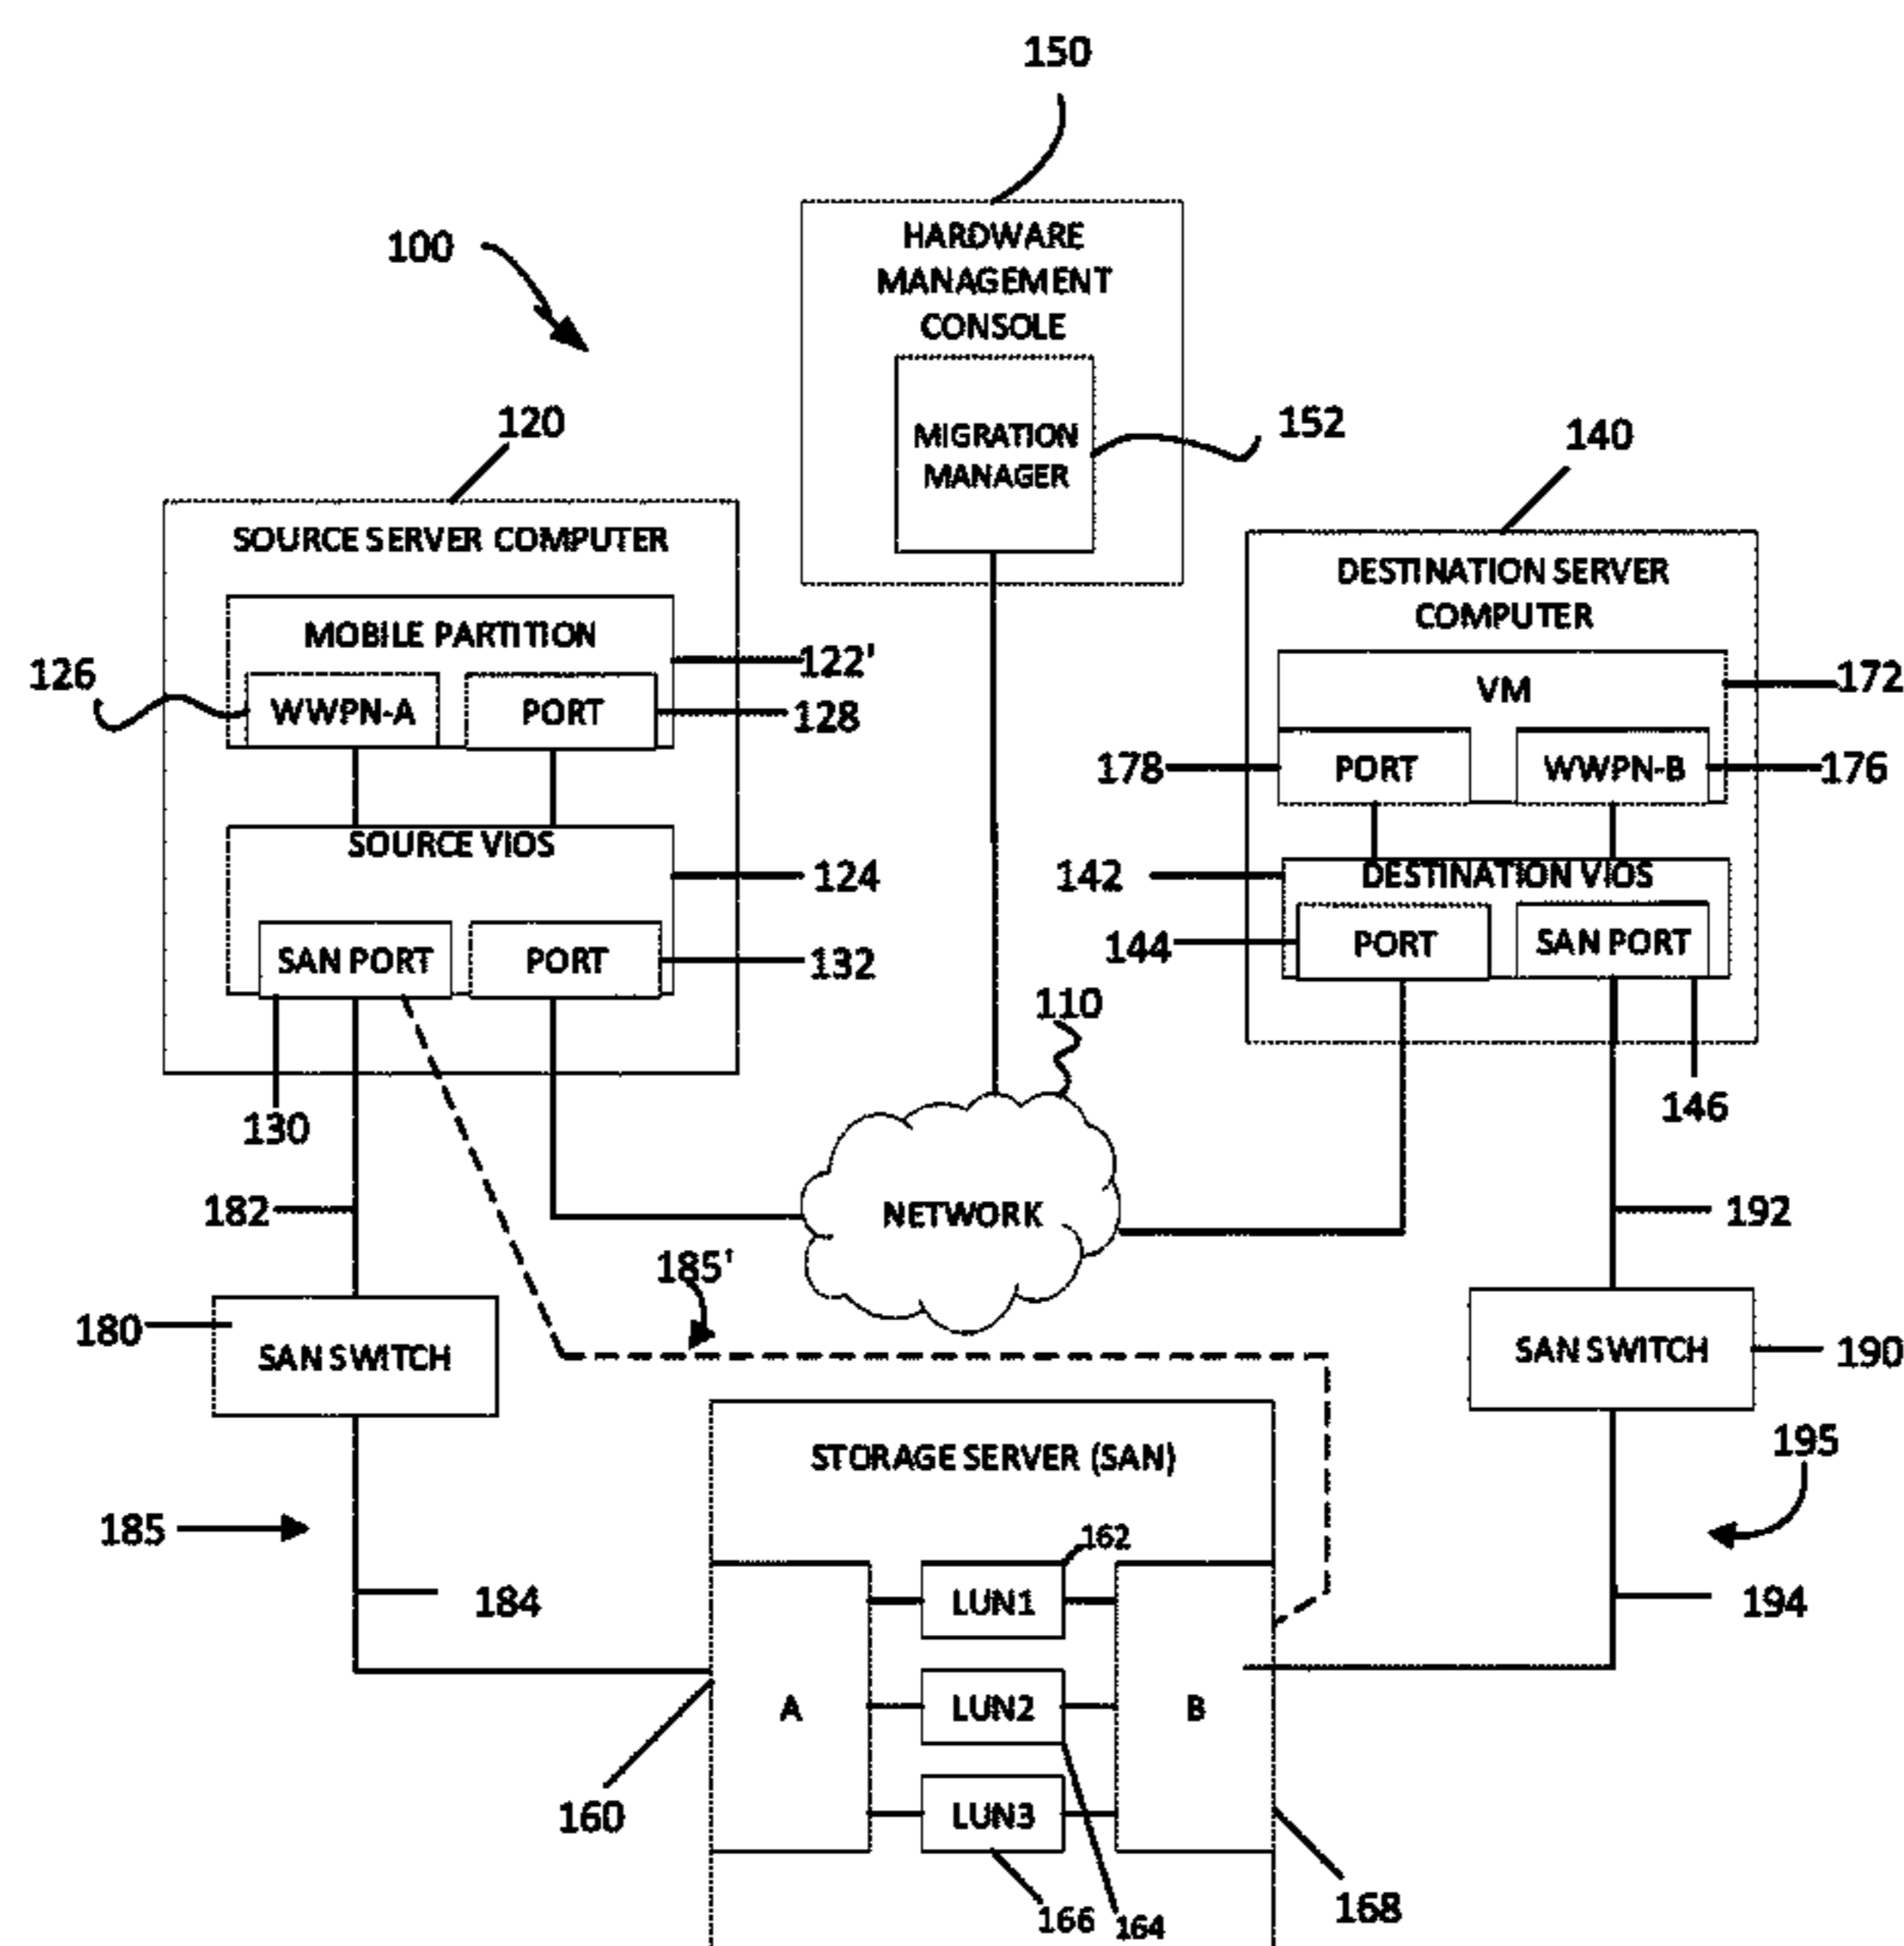 150
100
HARDWARE
MANAGEMENT
CONSOLE
MIGRATION
MANAGER
152
120
SOURCE SERVER COMPUTER
MOBILE PARTITION
122'
126
WWPN-A
PORT
128
SOURCE VIOS
124
SAN PORT
PORT
132
130
140
DESTINATION SERVER
COMPUTER
VM
172
178
PORT
WWPN-B
176
142
DESTINATION VIOS
144
PORT
SAN PORT
146
110
NETWORK
182
185'
192
180
SAN SWITCH
SAN SWITCH
190
STORAGE SERVER (SAN)
195
185
162
184
LUN1
194
A
LUN2
B
160
LUN3
168
166
164